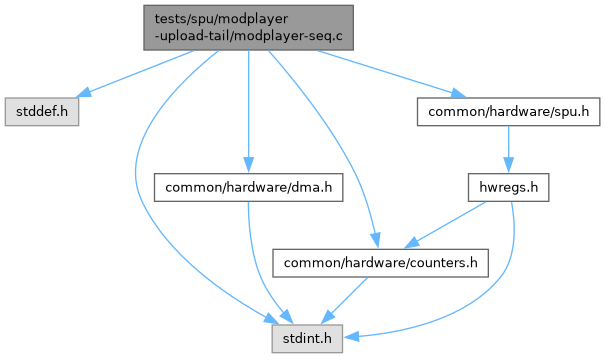 tests/spu/modplayer
-upload-tail/modplayer-seq.c
stddef.h
common/hardware/spu.h
common/hardware/dma.h
hwregs.h
common/hardware/counters.h
stdint.h